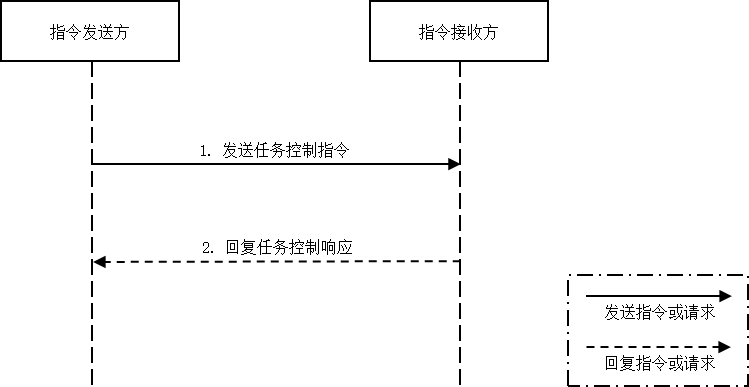 指令发送方
指令接收方
1. 发送任务控制指令
2. 回复任务控制响应
发送指令或请求
回复指令或请求